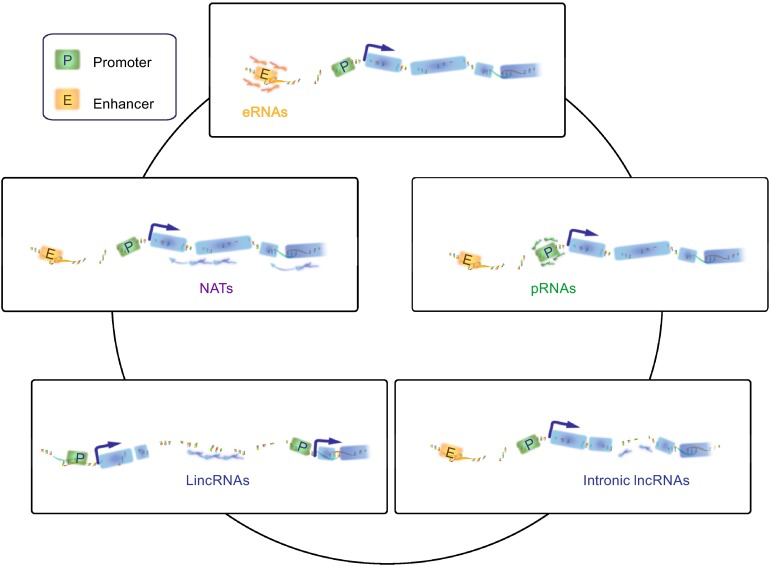 P Promoter
E Enhancer
E P
eRNAs
E P
NATs
E P
pRNAs
P P
LincRNAs
E P
Intronic lncRNAs